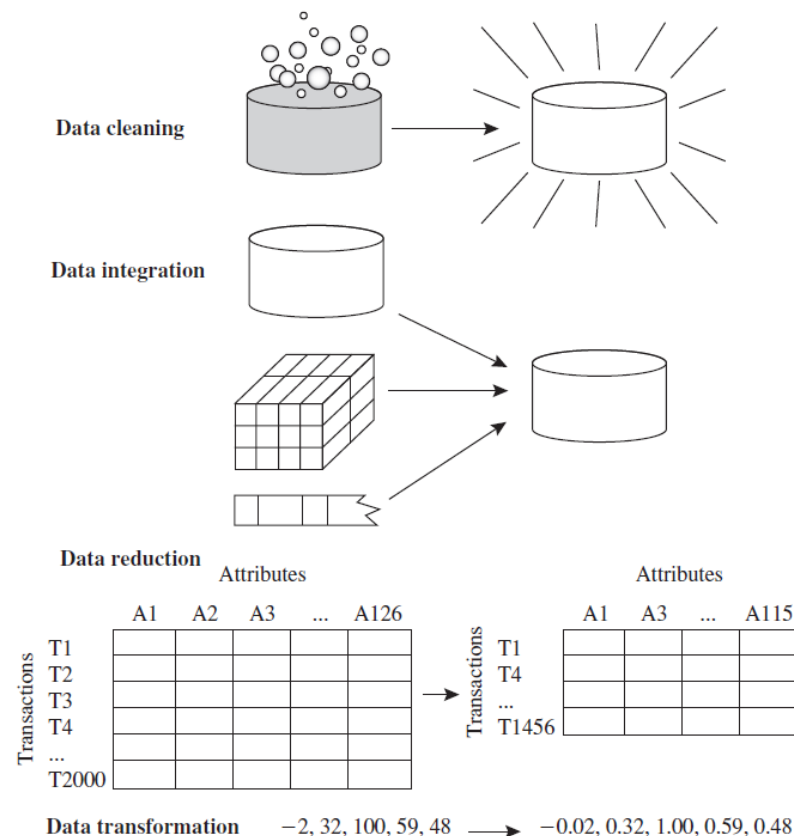 Data cleaning
Data integration
Data reduction
Attributes
A1 A2 A3 ... A126
Transactions
T1
T2
T3
T4
...
T2000
Attributes
A1 A3 ... A115
Transactions
T1
T4
...
T1456
Data transformation −2, 32, 100, 59, 48 −0.02, 0.32, 1.00, 0.59, 0.48